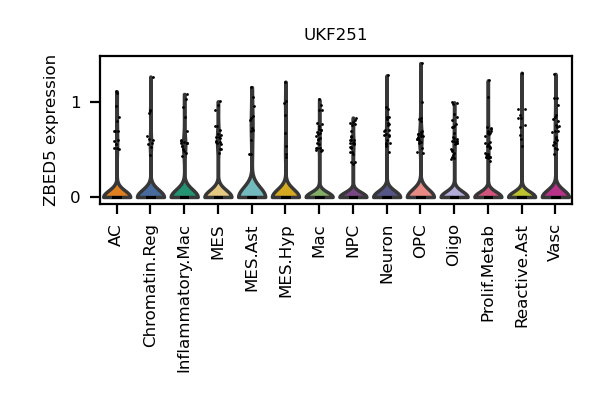 UKF251
ZBED5 expression
1
0
AC
Chromatin.Reg
Inflammatory.Mac
MES
MES.Ast
MES.Hyp
Mac
NPC
Neuron
OPC
Oligo
Prolif.Metab
Reactive.Ast
Vasc